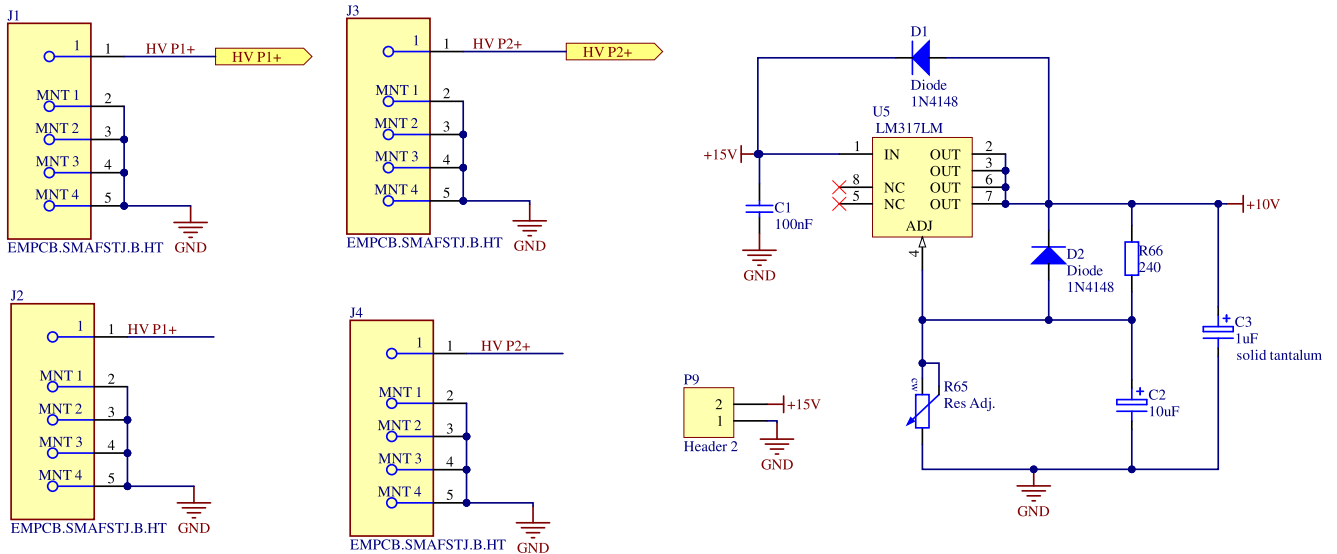 J1
1 1 HV P1+ HV P1+
MNT 1 2
MNT 2 3
MNT 3 4
MNT 4 5
GND
EMPCB.SMAFSTJ.B.HT
J3
1 1 HV P2+ HV P2+
MNT 1 2
MNT 2 3
MNT 3 4
MNT 4 5
GND
EMPCB.SMAFSTJ.B.HT
J2
1 1 HV P1+
MNT 1 2
MNT 2 3
MNT 3 4
MNT 4 5
GND
EMPCB.SMAFSTJ.B.HT
J4
1 1 HV P2+
MNT 1 2
MNT 2 3
MNT 3 4
MNT 4 5
GND
EMPCB.SMAFSTJ.B.HT
D1
Diode
1N4148
U5
LM317LM
+15V 1 IN OUT 2
OUT 3
8 NC OUT 6
5 NC OUT 7
+10V
ADJ
4
C1
100nF
GND
D2
Diode
1N4148
R66
240
C3
1uF
solid tantalum
R65
Res Adj.
cw
C2
10uF
GND
P9
2 +15V
1
Header 2
GND